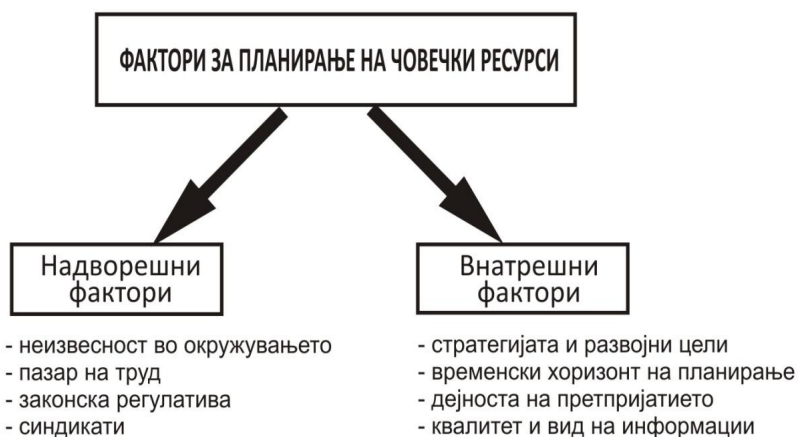 ФАКТОРИ ЗА ПЛАНИРАЊЕ НА ЧОВЕЧКИ РЕСУРСИ
Надворешни
фактори
- неизвесност во окружувањето
- пазар на труд
- законска регулатива
- синдикати
Внатрешни
фактори
- стратегијата и развојни цели
- временски хоризонт на планирање
- дејноста на претпријатието
- квалитет и вид на информации